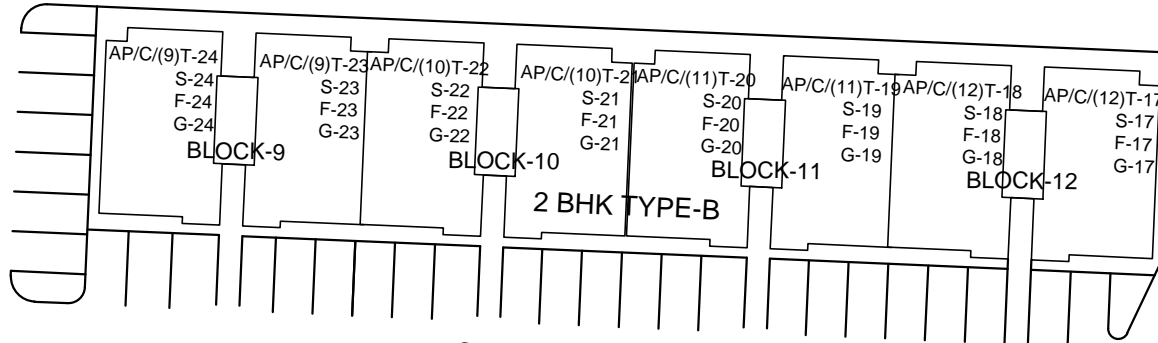 AP/C/(9)T-24
S-24
F-24
G-24
BLOCK-9
AP/C/(9)T-23
S-23
F-23
G-23
AP/C/(10)T-22
S-22
F-22
G-22
BLOCK-10
AP/C/(10)T-21
S-21
F-21
G-21
AP/C/(11)T-20
S-20
F-20
G-20
BLOCK-11
AP/C/(11)T-19
S-19
F-19
G-19
AP/C/(12)T-18
S-18
F-18
G-18
BLOCK-12
AP/C/(12)T-17
S-17
F-17
G-17
2 BHK TYPE-B